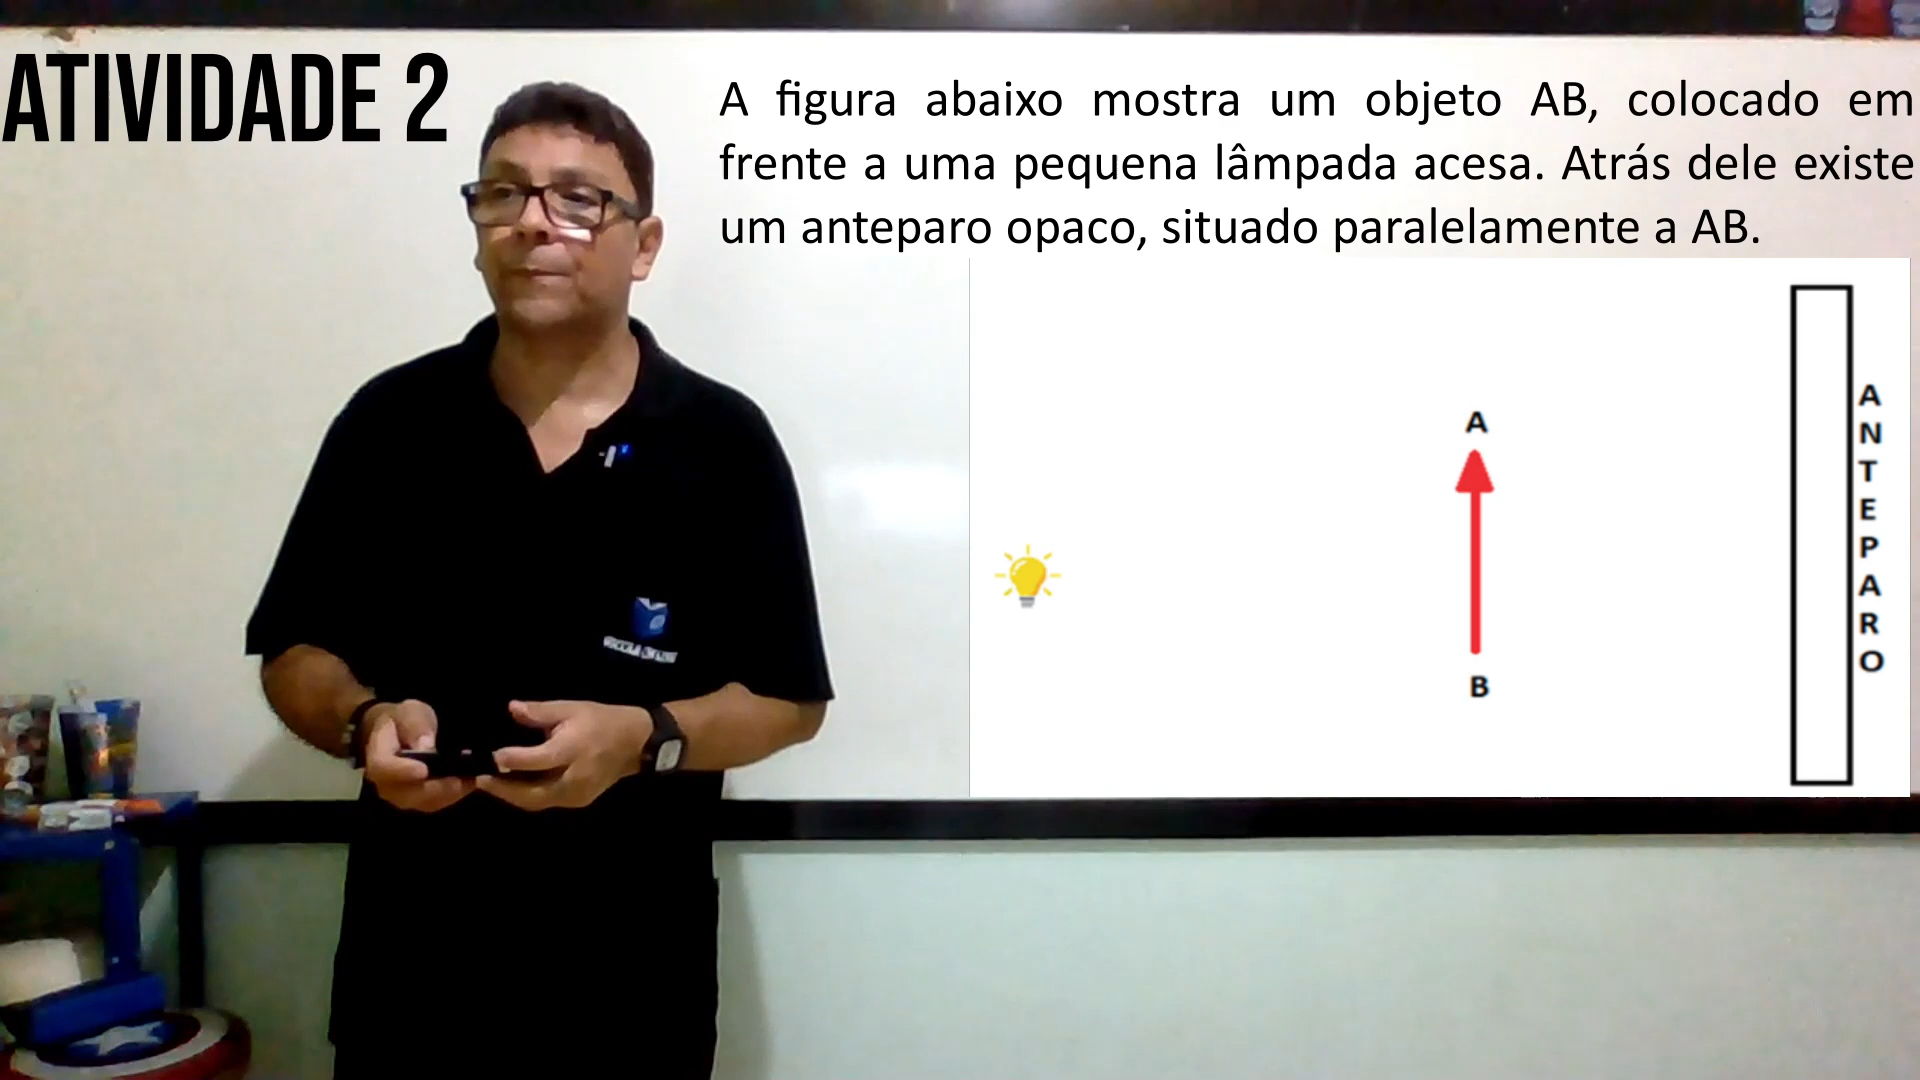 ATIVIDADE 2
A figura abaixo mostra um objeto AB, colocado em
frente a uma pequena lâmpada acesa. Atrás dele existe
um anteparo opaco, situado paralelamente a AB.
A
B
ANTEPARO